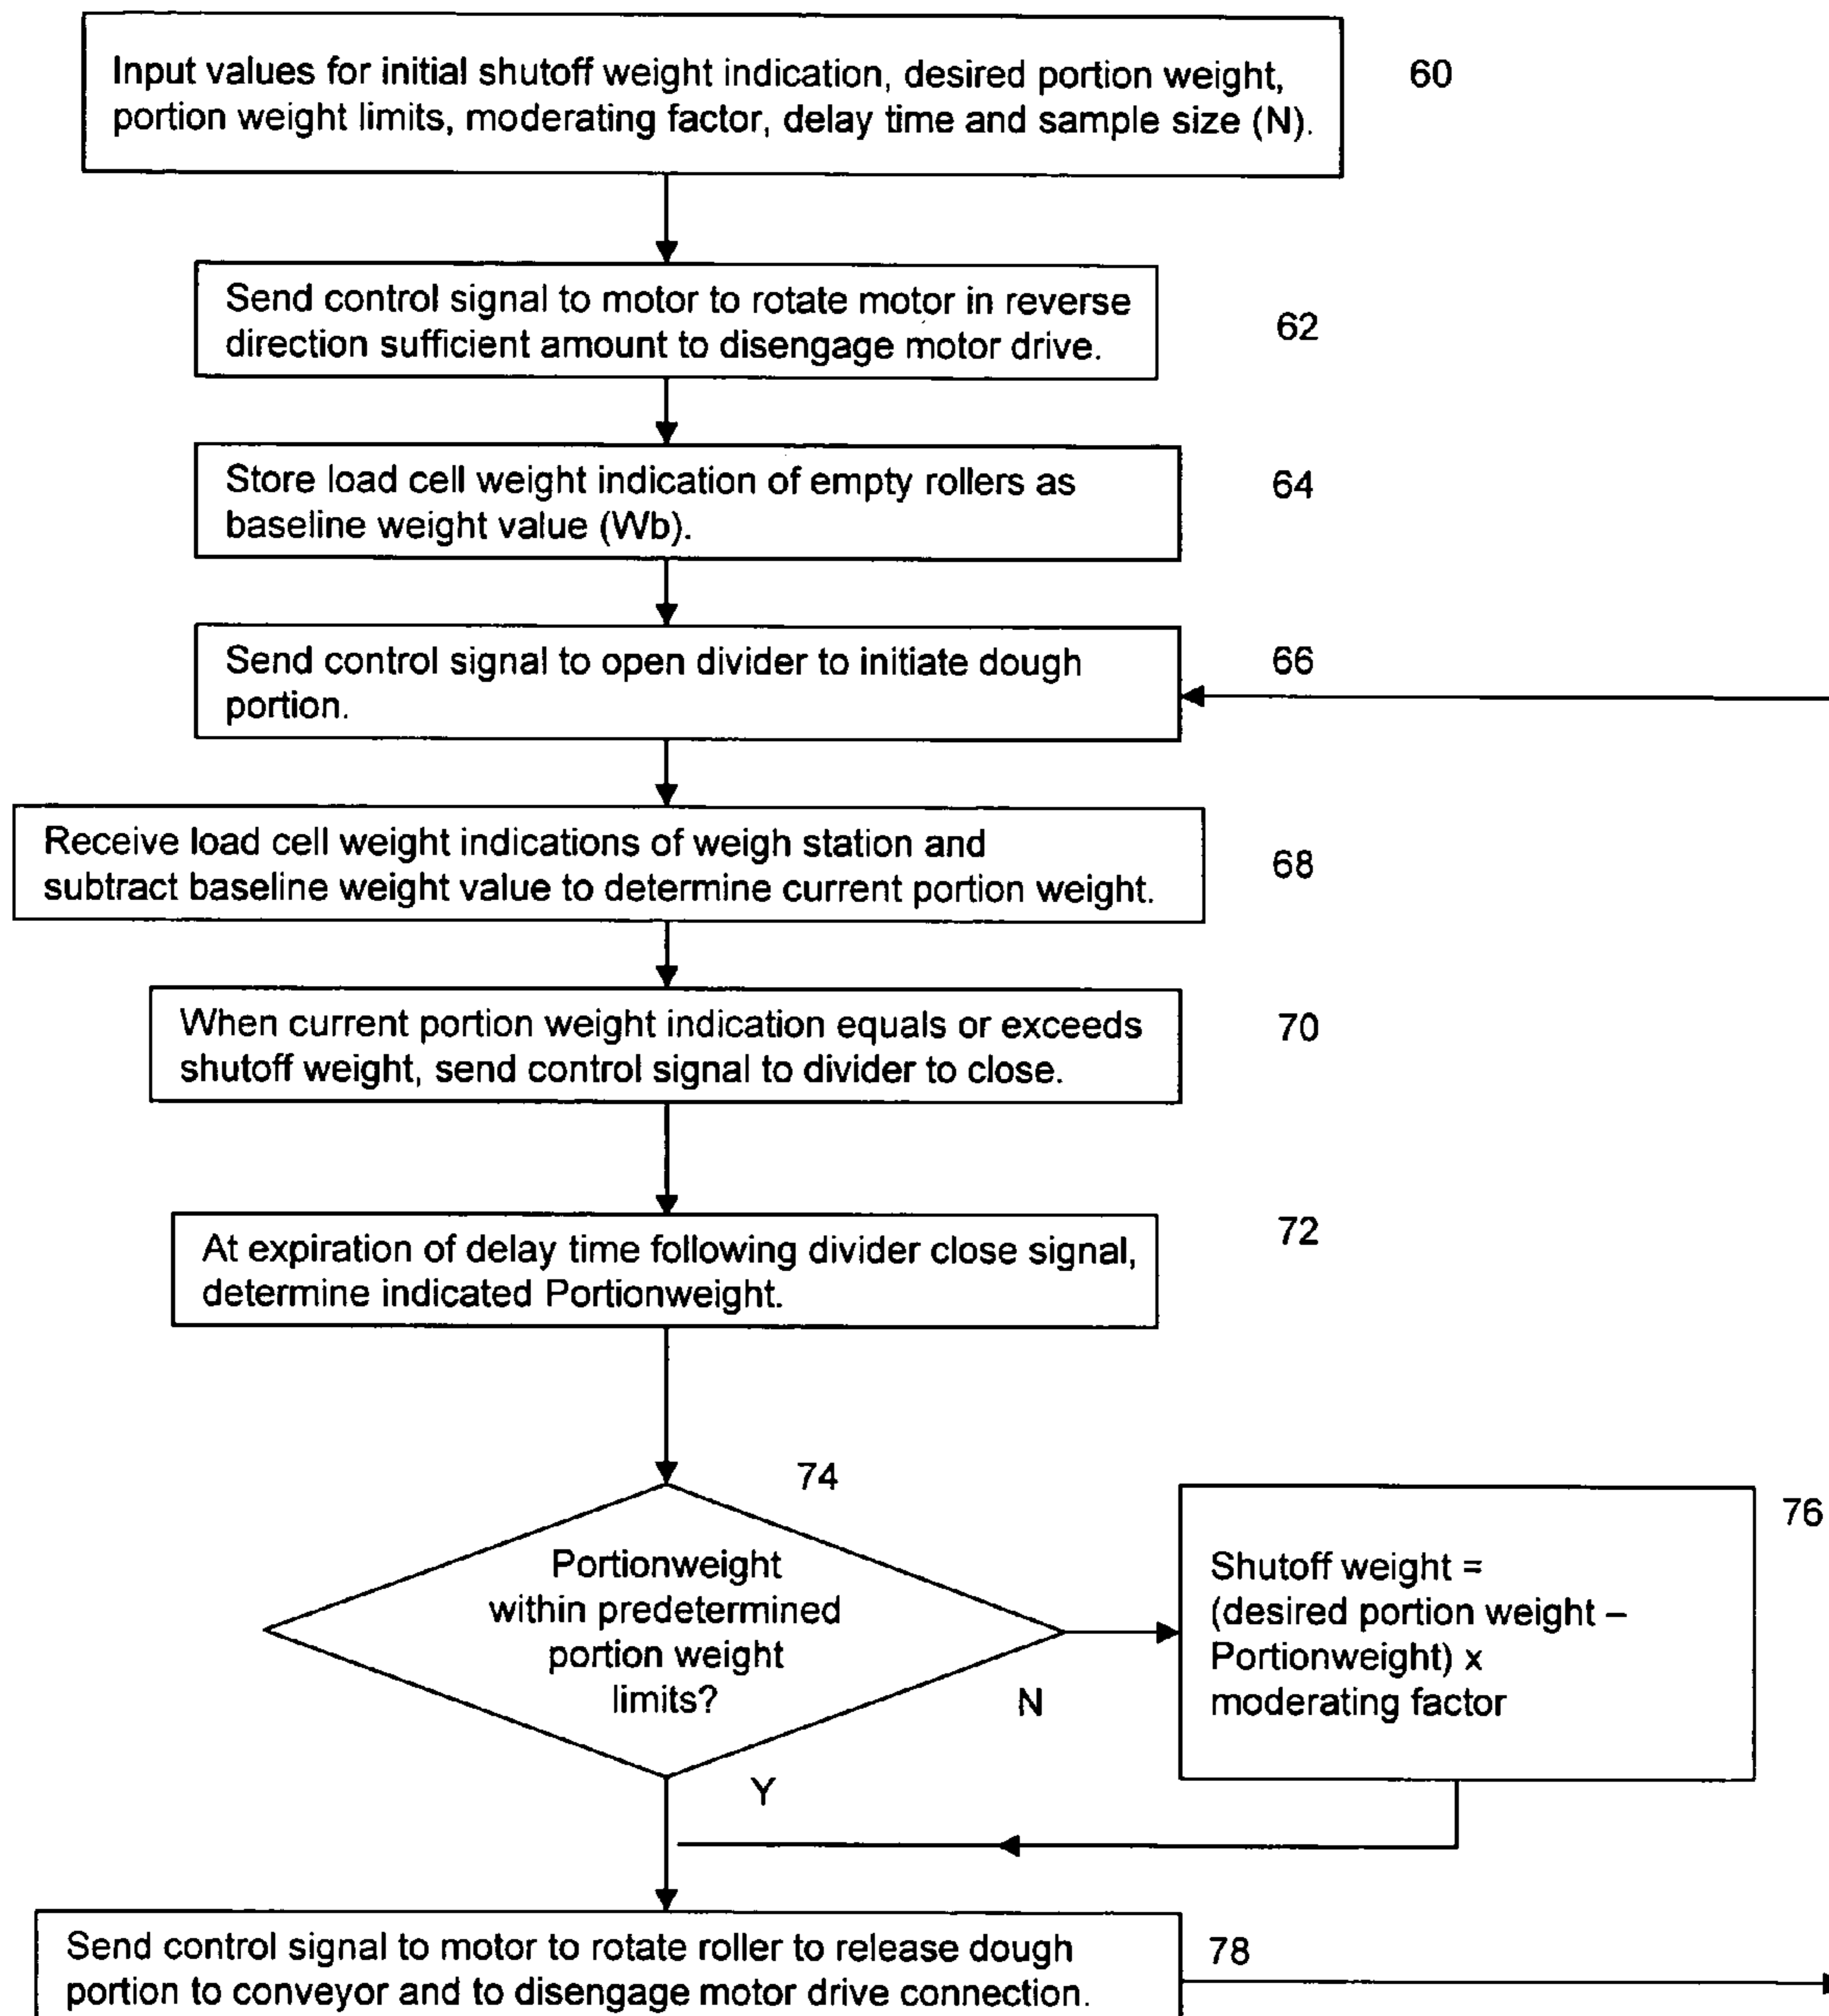 Input values for initial shutoff weight indication, desired portion weight,
portion weight limits, moderating factor, delay time and sample size (N).
60
Send control signal to motor to rotate motor in reverse
direction sufficient amount to disengage motor drive.
62
Store load cell weight indication of empty rollers as
baseline weight value (Wb).
64
Send control signal to open divider to initiate dough
portion.
66
Receive load cell weight indications of weigh station and
subtract baseline weight value to determine current portion weight.
68
When current portion weight indication equals or exceeds
shutoff weight, send control signal to divider to close.
70
At expiration of delay time following divider close signal,
determine indicated Portionweight.
72
74
Portionweight
within predetermined
portion weight
limits?
N
Y
76
Shutoff weight =
(desired portion weight –
Portionweight) x
moderating factor
Send control signal to motor to rotate roller to release dough
portion to conveyor and to disengage motor drive connection.
78